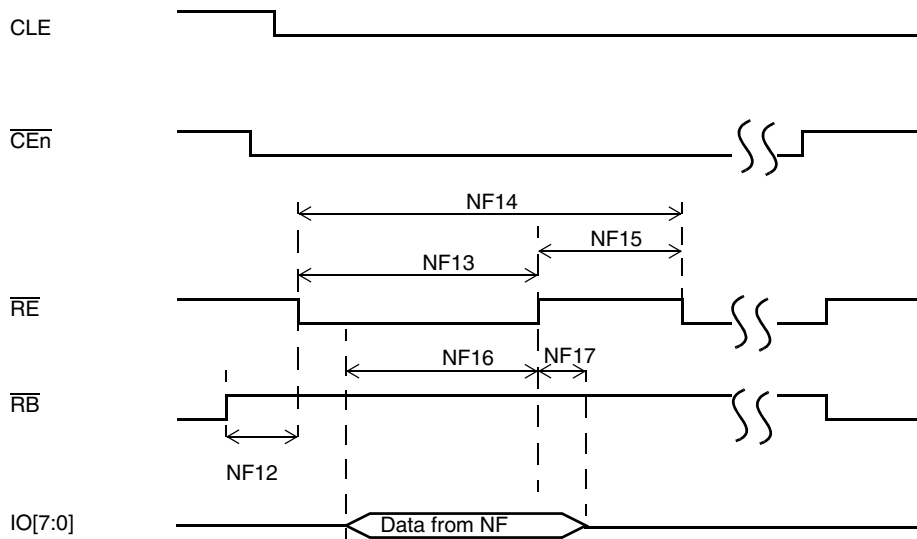 CLE
CEn
NF14
NF15
NF13
RE
NF16
NF17
RB
NF12
IO[7:0]
Data from NF